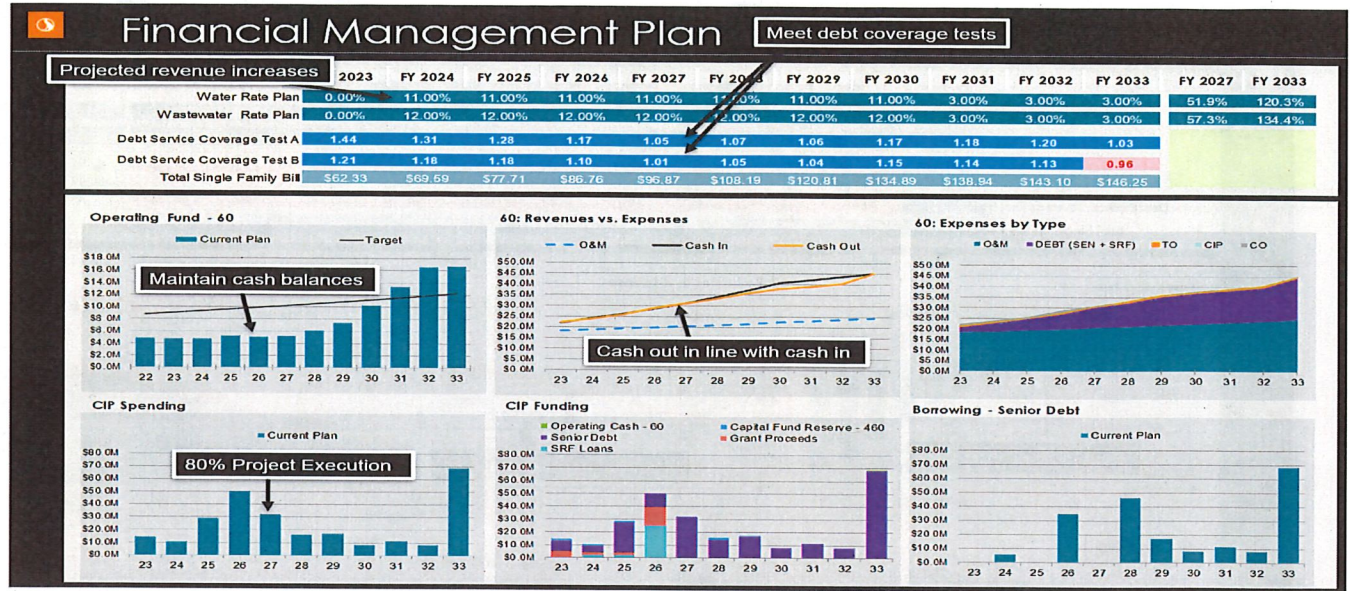 Financial Management Plan
Meet debt coverage tests
Projected revenue increases
2023 FY 2024 FY 2025 FY 2026 FY 2027 FY 2028 FY 2029 FY 2030 FY 2031 FY 2032 FY 2033 FY 2027 FY 2033
Water Rate Plan 0.00% 11.00% 11.00% 11.00% 11.00% 11.00% 11.00% 11.00% 3.00% 3.00% 3.00% 51.9% 120.3%
Wastewater Rate Plan 0.00% 12.00% 12.00% 12.00% 12.00% 12.00% 12.00% 12.00% 3.00% 3.00% 3.00% 57.3% 134.4%
Debt Service Coverage Test A 1.44 1.31 1.28 1.17 1.05 1.07 1.06 1.17 1.18 1.20 1.03
Debt Service Coverage Test B 1.21 1.18 1.18 1.10 1.01 1.05 1.04 1.15 1.14 1.13 0.96
Total Single Family Bill $62.33 $69.59 $77.71 $86.76 $96.87 $108.19 $120.81 $134.89 $138.94 $143.10 $146.25
Operating Fund - 60
Current Plan Target
$18.0M
$16.0M
$14.0M
$12.0M
$10.0M
$8.0M
$6.0M
$4.0M
$2.0M
$0.0M
Maintain cash balances
22 23 24 25 26 27 28 29 30 31 32 33
60: Revenues vs. Expenses
O&M Cash In Cash Out
$50.0M
$45.0M
$40.0M
$35.0M
$30.0M
$25.0M
$20.0M
$15.0M
$10.0M
$5.0M
$0.0M
Cash out in line with cash in
23 24 25 26 27 28 29 30 31 32 33
60: Expenses by Type
O&M DEBT (SEN + SRF) TO CIP CO
$50.0M
$45.0M
$40.0M
$35.0M
$30.0M
$25.0M
$20.0M
$15.0M
$10.0M
$5.0M
$0.0M
23 24 25 26 27 28 29 30 31 32 33
CIP Spending
Current Plan
$80.0M
$70.0M
$60.0M
$50.0M
$40.0M
$30.0M
$20.0M
$10.0M
$0.0M
80% Project Execution
23 24 25 26 27 28 29 30 31 32 33
CIP Funding
Operating Cash - 60 Capital Fund Reserve - 460
Senior Debt Grant Proceeds
SRF Loans
$80.0M
$70.0M
$60.0M
$50.0M
$40.0M
$30.0M
$20.0M
$10.0M
$0.0M
23 24 25 26 27 28 29 30 31 32 33
Borrowing - Senior Debt
Current Plan
$80.0M
$70.0M
$60.0M
$50.0M
$40.0M
$30.0M
$20.0M
$10.0M
$0.0M
23 24 25 26 27 28 29 30 31 32 33